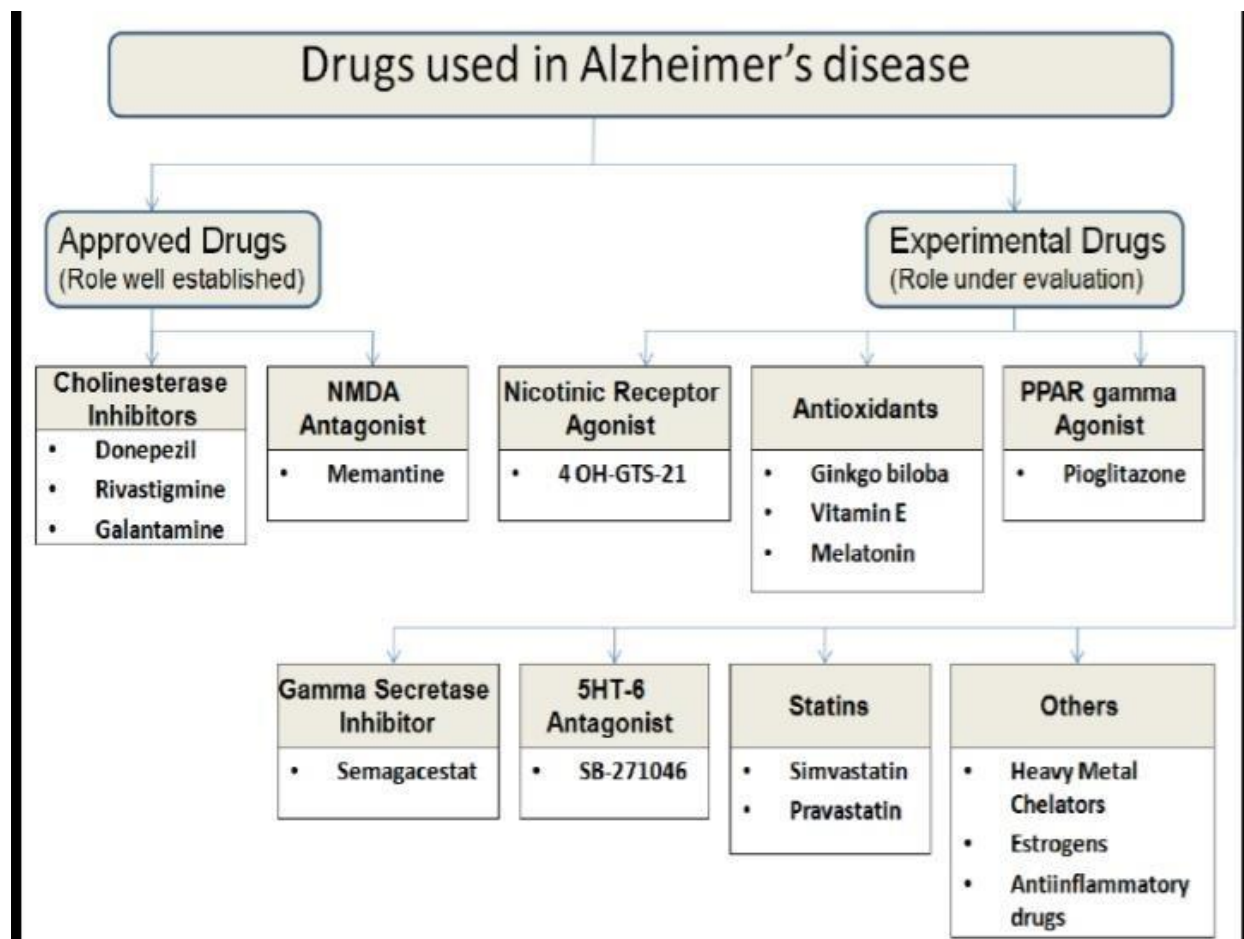 Drugs used in Alzheimer's disease
Approved Drugs
(Role well established)
Experimental Drugs
(Role under evaluation)
Cholinesterase
Inhibitors
• Donepezil
• Rivastigmine
• Galantamine
NMDA
Antagonist
• Memantine
Nicotinic Receptor
Agonist
• 4 OH-GTS-21
Antioxidants
• Ginkgo biloba
• Vitamin E
• Melatonin
PPAR gamma
Agonist
• Pioglitazone
Gamma Secretase
Inhibitor
• Semagacestat
5HT-6
Antagonist
• SB-271046
Statins
• Simvastatin
• Pravastatin
Others
• Heavy Metal
Chelators
• Estrogens
• Antiinflammatory
drugs